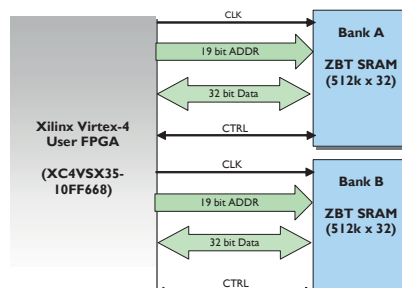 CLK
Bank A
19 bit ADDR
ZBT SRAM
(512k x 32)
32 bit Data
Xilinx Virtex-4
User FPGA
(XC4VSX35-
10FF668)
CTRL
CLK
Bank B
19 bit ADDR
ZBT SRAM
(512k x 32)
32 bit Data
CTRL